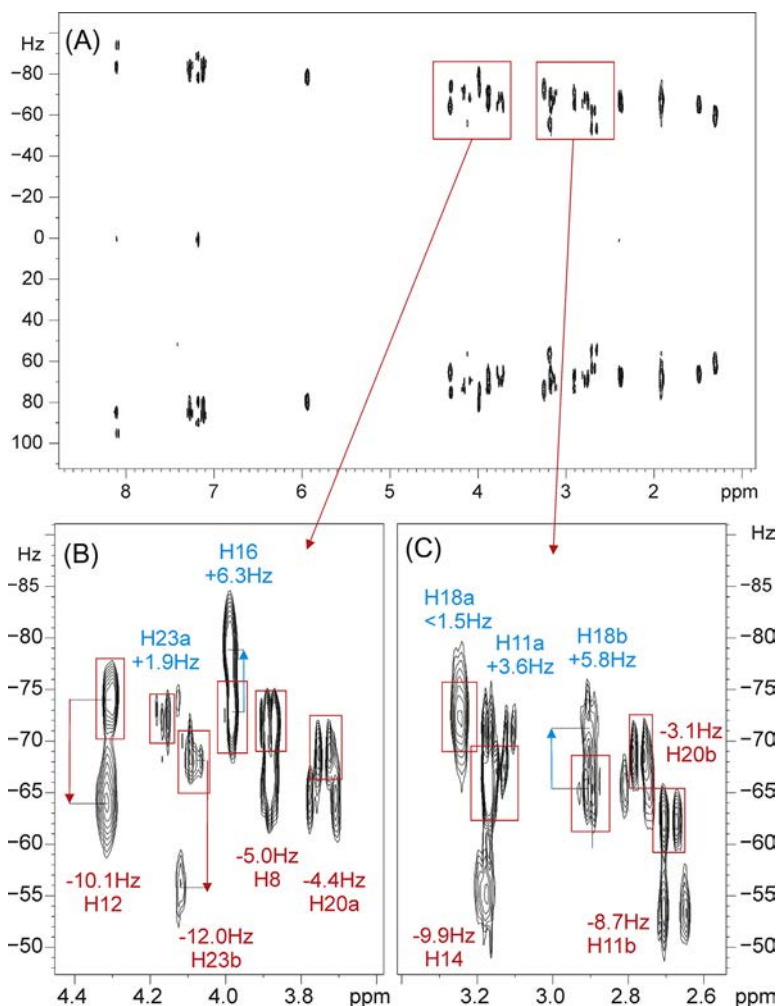 (A)
Hz
−80
−60
−40
−20
0
20
40
60
80
100
8 7 6 5 4 3 2 ppm
Hz (B)
−85
−80
−75
−70
−65
−60
−55
−50
H16
+6.3Hz
H23a
+1.9Hz
-10.1Hz
H12
-12.0Hz
H23b
-5.0Hz
H8
-4.4Hz
H20a
4.4 4.2 4.0 3.8 ppm
(C) Hz
H18a
<1.5Hz
H11a
+3.6Hz
H18b
+5.8Hz
-3.1Hz
H20b
-9.9Hz
H14
-8.7Hz
H11b
−85
−80
−75
−70
−65
−60
−55
−50
3.2 3.0 2.8 2.6 ppm